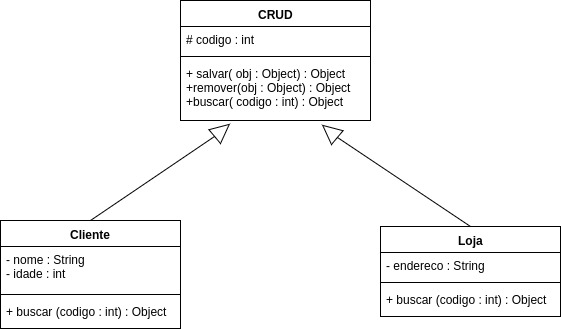 CRUD
# codigo : int
+ salvar( obj : Object) : Object
+remover(obj : Object) : Object
+buscar( codigo : int) : Object
Cliente
- nome : String
- idade : int
+ buscar (codigo : int) : Object
Loja
- endereco : String
+ buscar (codigo : int) : Object